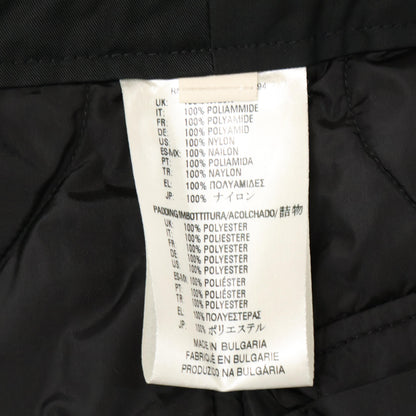 94
UK: 100% NYLON
IT: 100% POLIAMMIDE
FR: 100% POLYAMIDE
DE: 100% POLYAMID
US: 100% NYLON
ES-MX: 100% NAILON
PT: 100% POLIAMIDA
TR: 100% NAYLON
EL: 100% ΠΟΛΥΑΜΙΔΕΣ
JP: 100% ナイロン
PADDING/IMBOTTITURA/ACOLCHADO/詰物
UK: 100% POLYESTER
IT: 100% POLIESTERE
FR: 100% POLYESTER
DE: 100% POLYESTER
US: 100% POLYESTER
ES-MX: 100% POLIÉSTER
PT: 100% POLIÉSTER
TR: 100% POLYESTER
EL: 100% ΠΟΛΥΕΣΤΕΡΑΣ
JP: 100% ポリエステル
MADE IN BULGARIA
FABRIQUÉ EN BULGARIE
PRODUZIDO NA BULGÁRIA